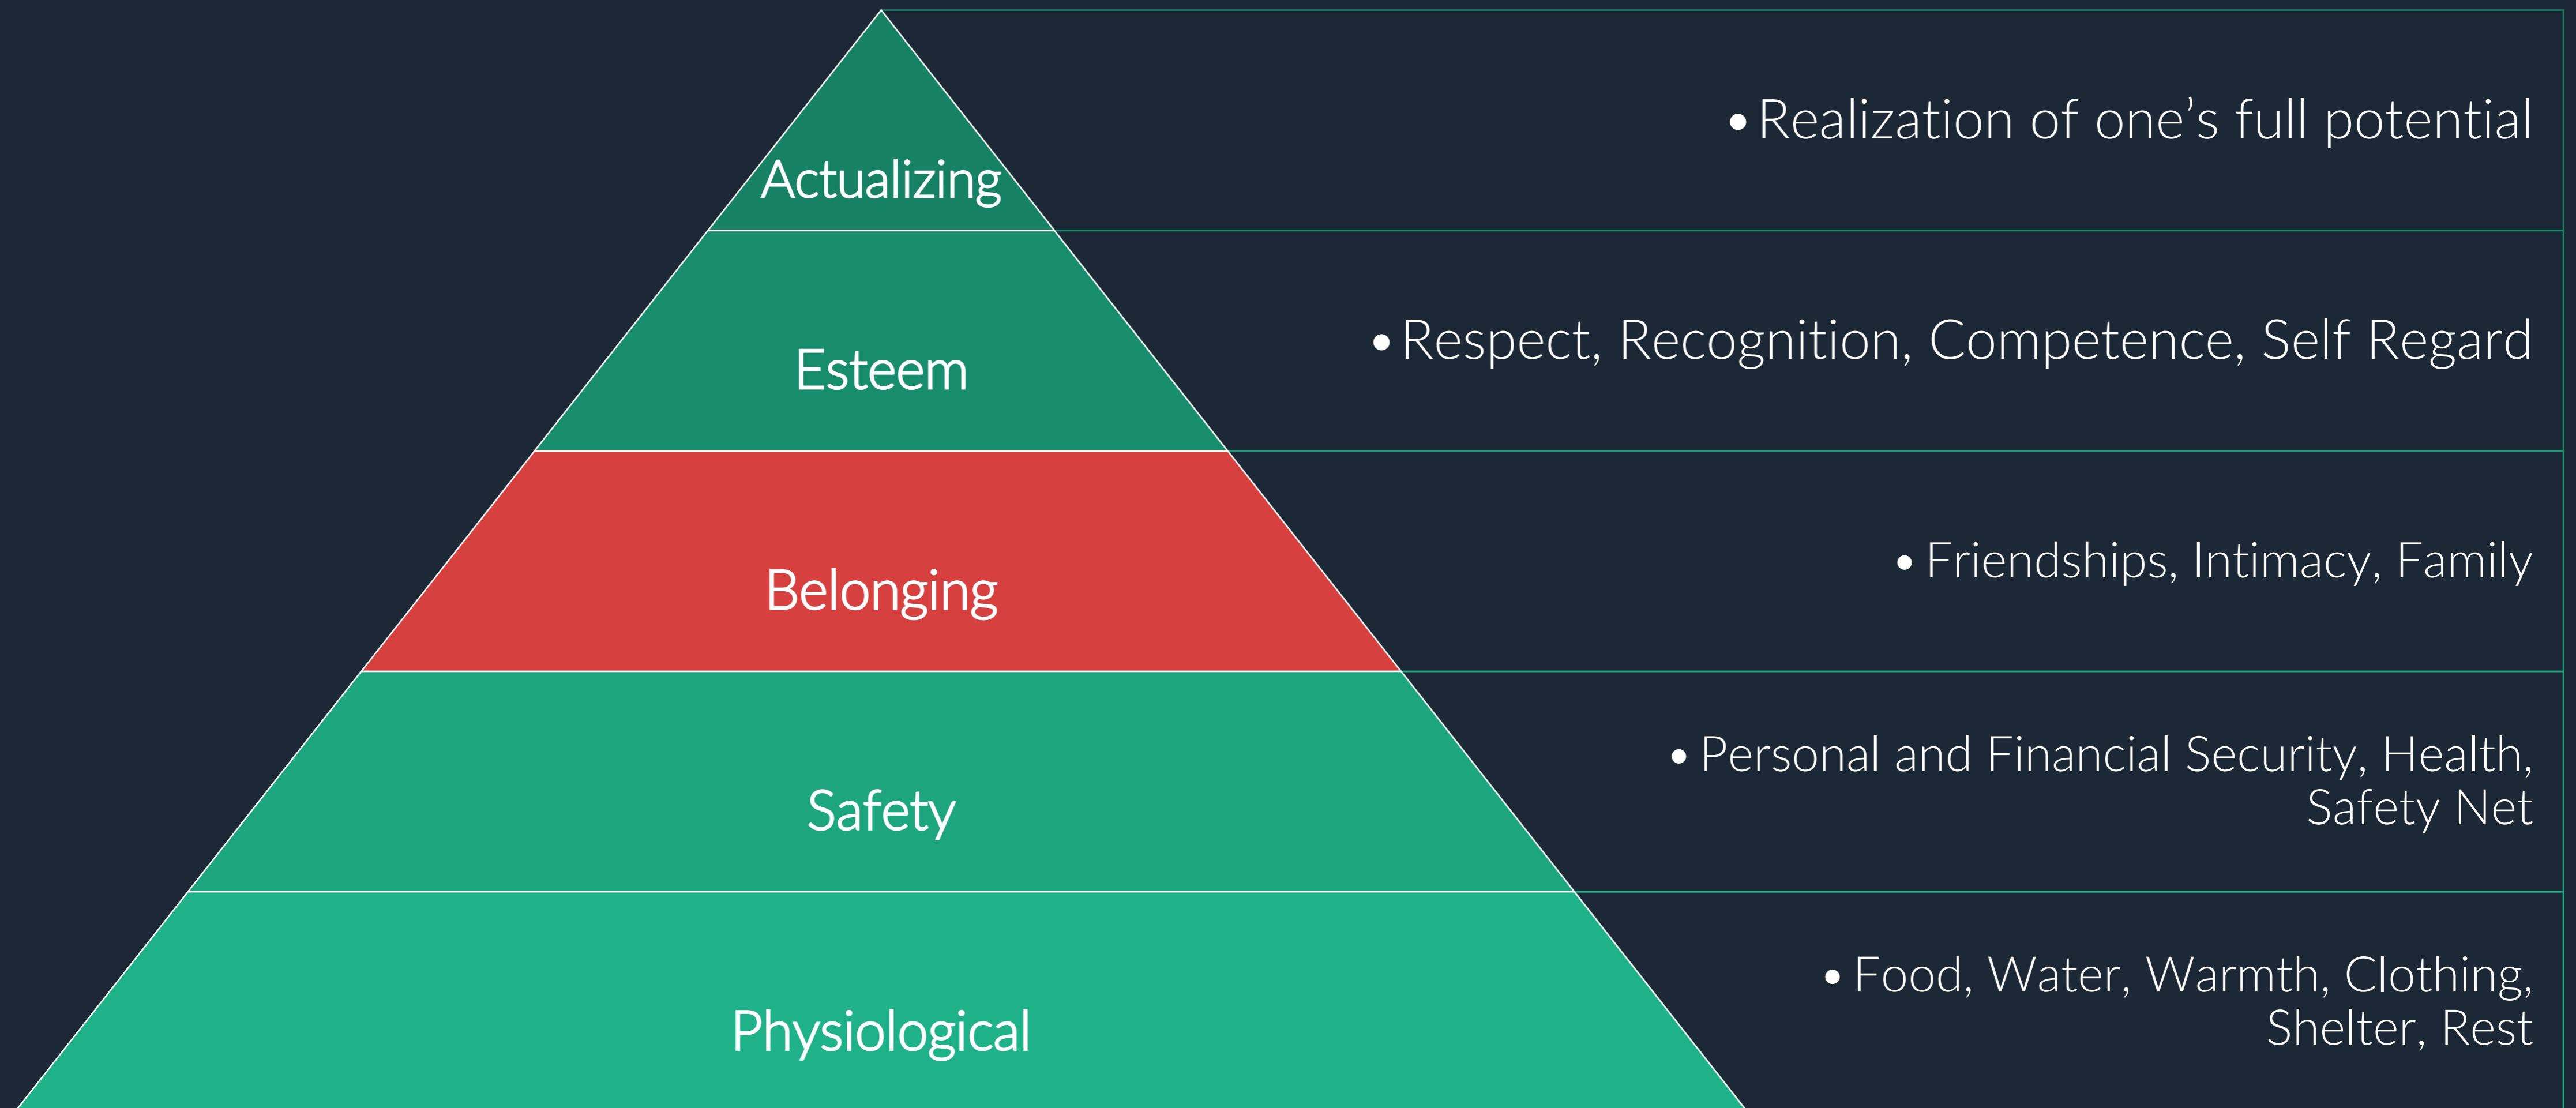 Actualizing
• Realization of one’s full potential
Esteem
• Respect, Recognition, Competence, Self Regard
Belonging
• Friendships, Intimacy, Family
Safety
• Personal and Financial Security, Health,
Safety Net
Physiological
• Food, Water, Warmth, Clothing,
Shelter, Rest